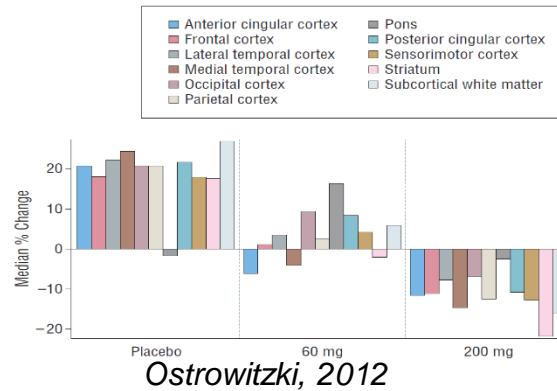 Anterior cingular cortex
Frontal cortex
Lateral temporal cortex
Medial temporal cortex
Occipital cortex
Parietal cortex
Pons
Posterior cingular cortex
Sensorimotor cortex
Striatum
Subcortical white matter
Median % Change
20
10
0
−10
−20
Placebo
60 mg
200 mg
Ostrowitzki, 2012